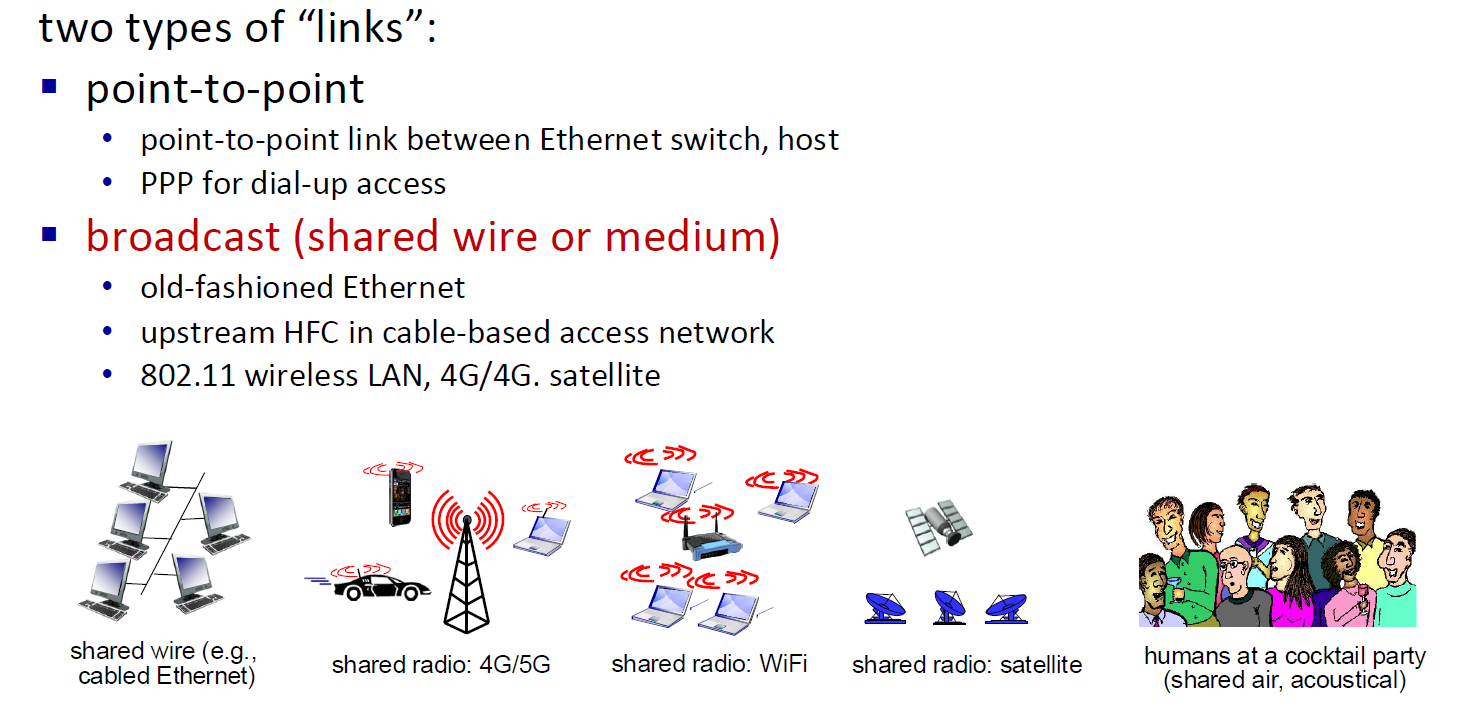 two types of “links”:
▪ point-to-point
• point-to-point link between Ethernet switch, host
• PPP for dial-up access
▪ broadcast (shared wire or medium)
• old-fashioned Ethernet
• upstream HFC in cable-based access network
• 802.11 wireless LAN, 4G/4G. satellite
shared wire (e.g.,
cabled Ethernet)
shared radio: 4G/5G
shared radio: WiFi
shared radio: satellite
humans at a cocktail party
(shared air, acoustical)